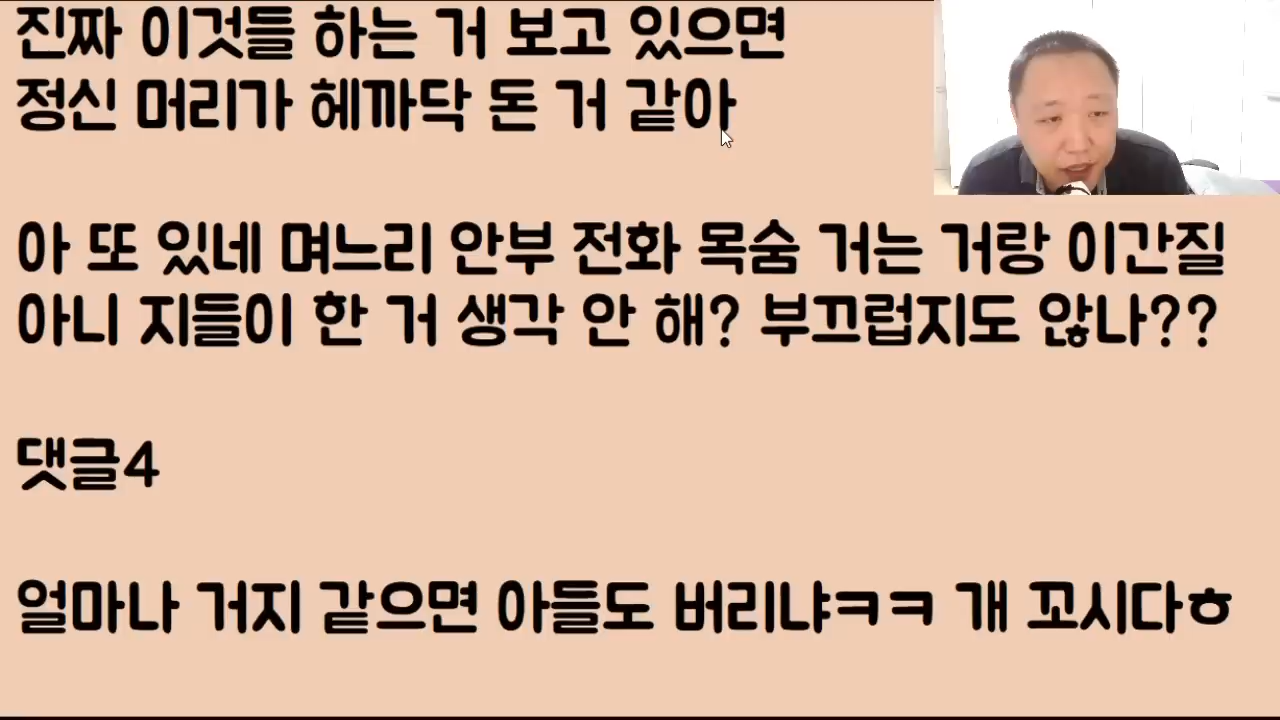 진짜 이것들 하는 거 보고 있으면
정신 머리가 헤까닥 돈 거 같아
아 또 있네 며느리 안부 전화 목숨 거는 거랑 이간질
아니 지들이 한 거 생각 안 해? 부끄럽지도 않나??
댓글4
얼마나 거지 같으면 아들도 버리냐ㅋㅋ 개 꼬시다ㅎ